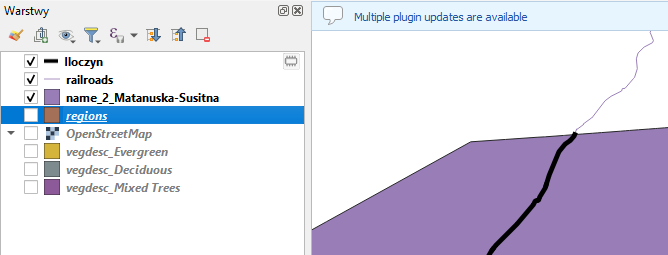 Warstwy
Iloczyn
railroads
name_2_Matanuska-Susitna
regions
OpenStreetMap
vegdesc_Evergreen
vegdesc_Deciduous
vegdesc_Mixed Trees
Multiple plugin updates are available